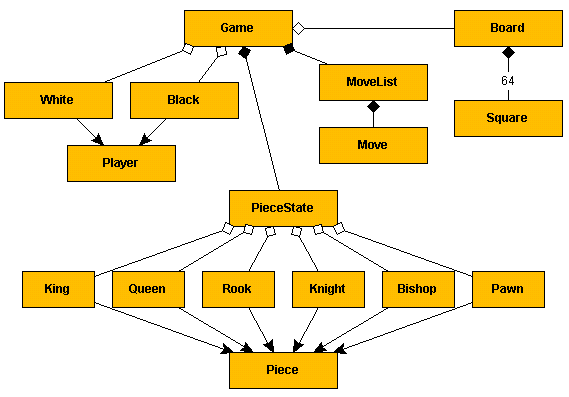 Game
Board
White
Black
MoveList
64
Square
Move
Player
PieceState
King
Queen
Rook
Knight
Bishop
Pawn
Piece